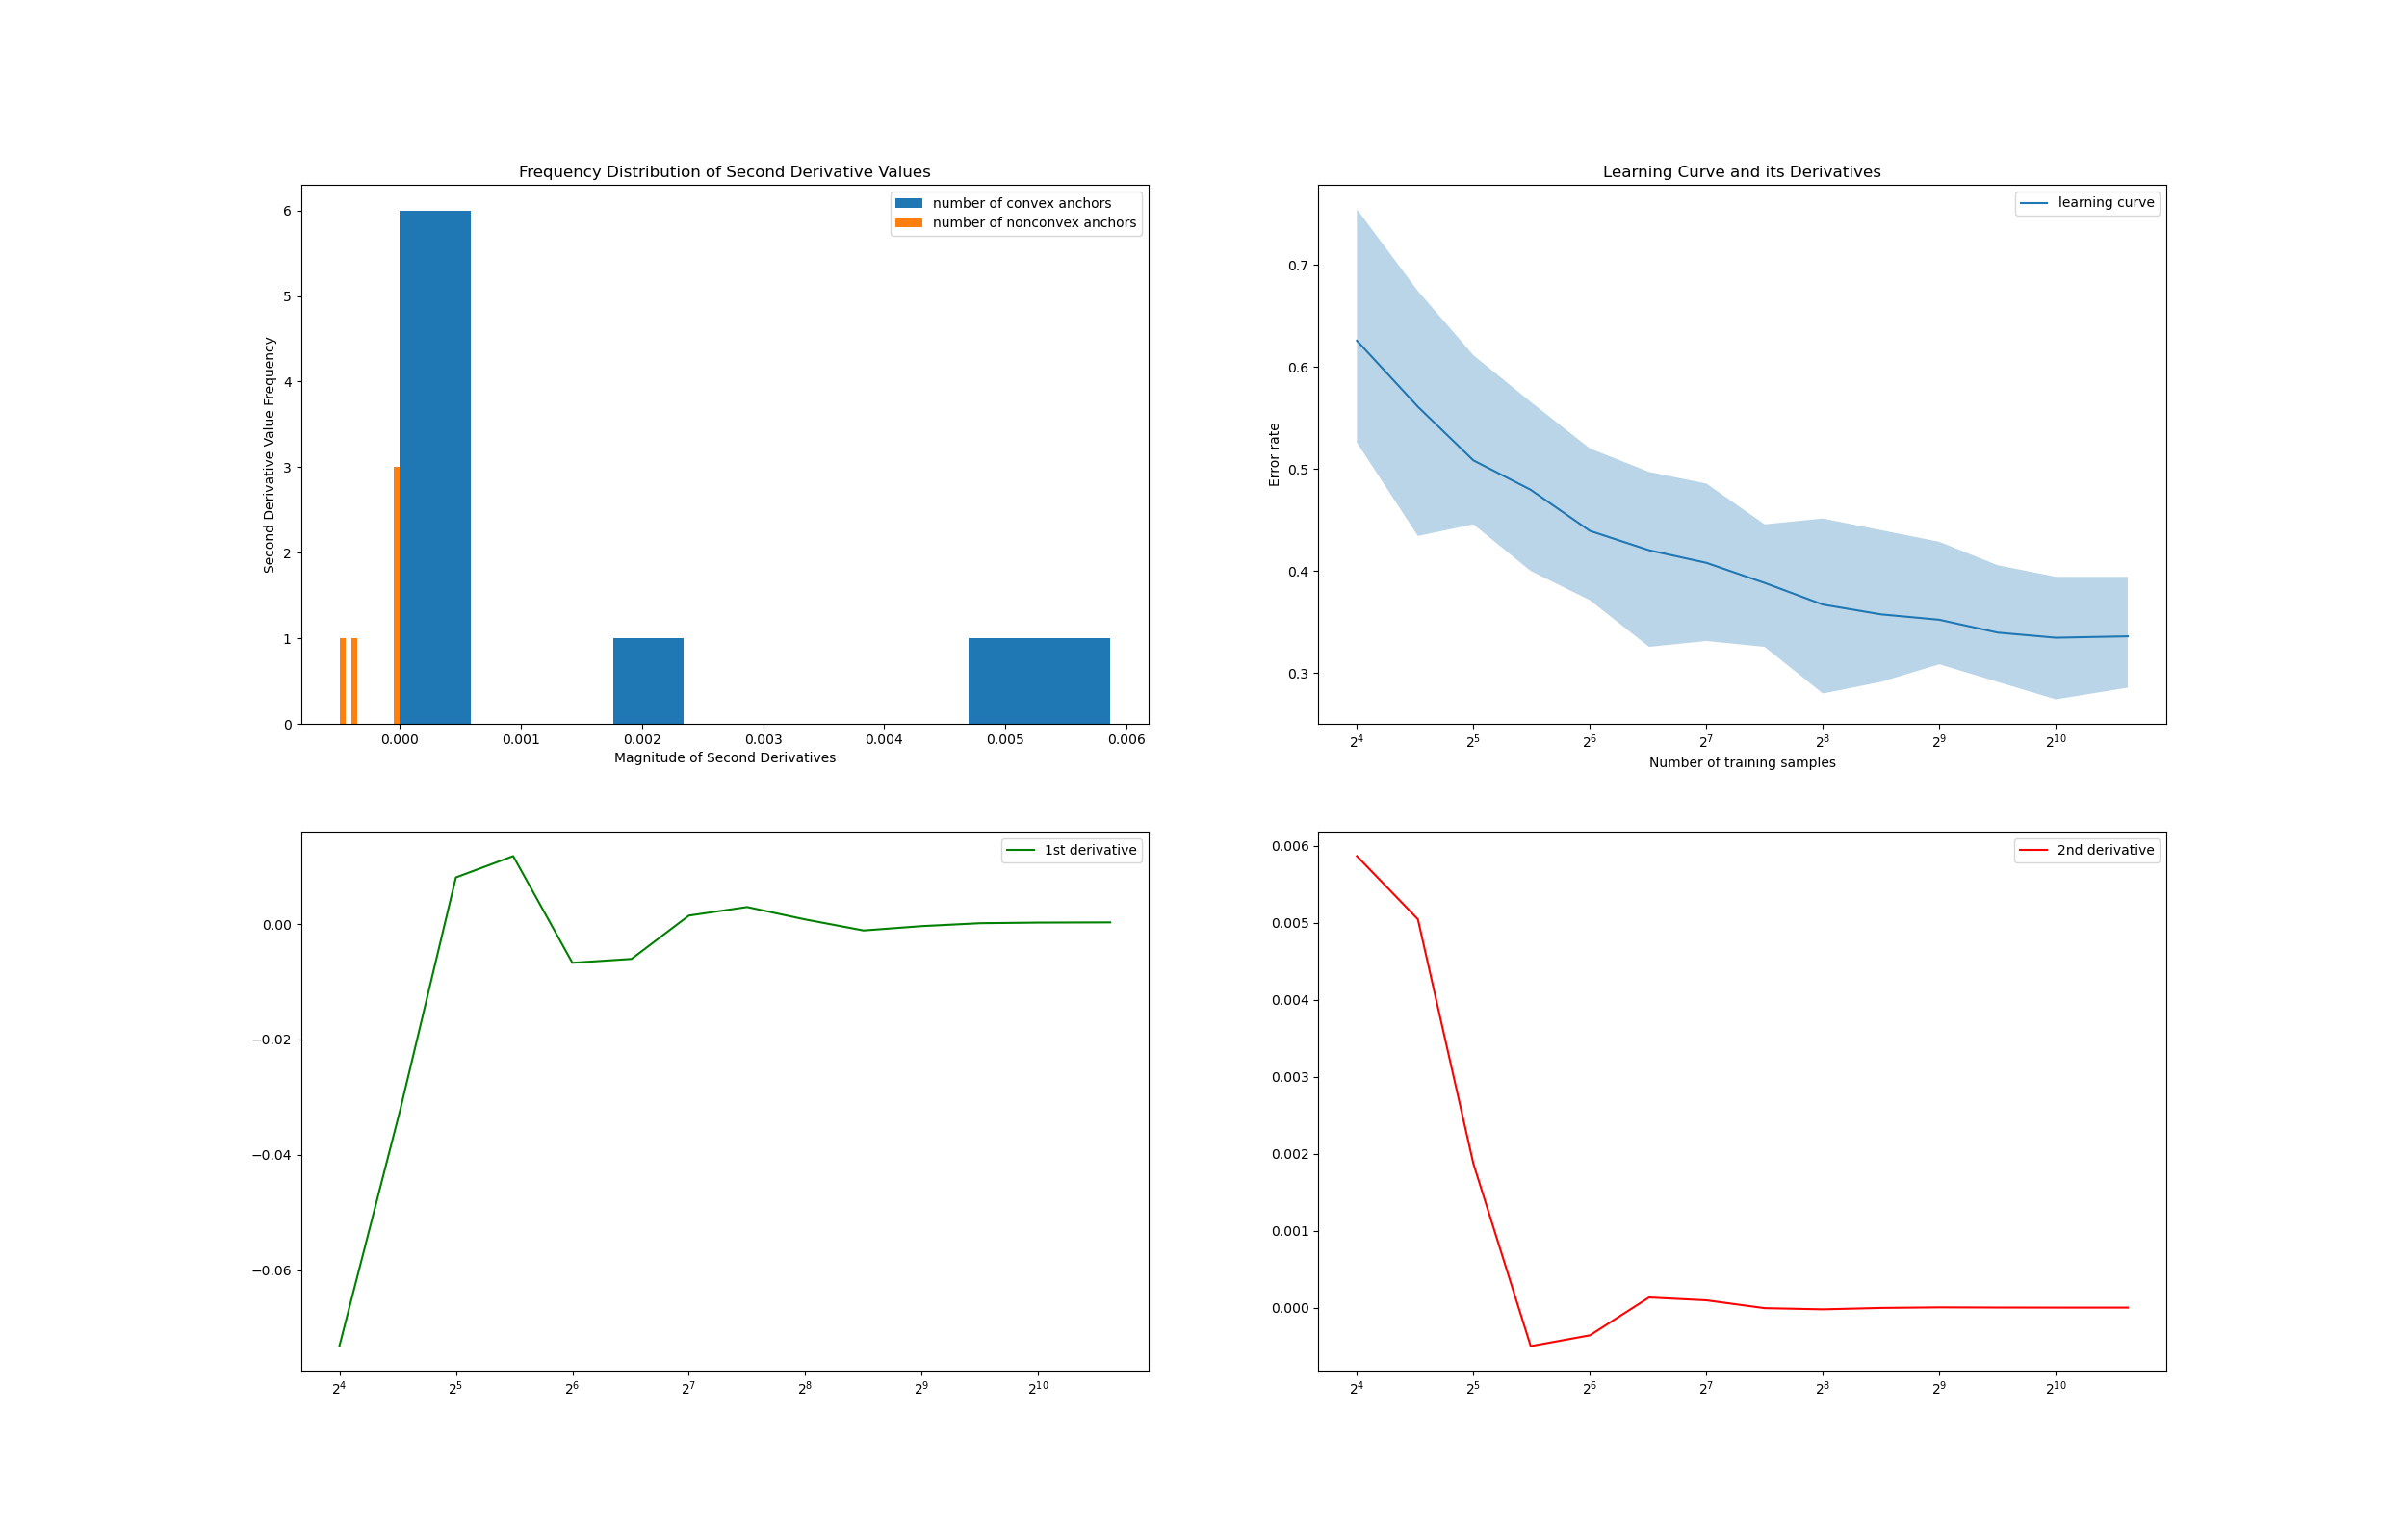 Frequency Distribution of Second Derivative Values
number of convex anchors
number of nonconvex anchors
6
5
4
3
2
1
0
Second Derivative Value Frequency
0.000 0.001 0.002 0.003 0.004 0.005 0.006
Magnitude of Second Derivatives
Learning Curve and its Derivatives
learning curve
0.7
0.6
0.5
0.4
0.3
Error rate
2⁴ 2⁵ 2⁶ 2⁷ 2⁸ 2⁹ 2¹⁰
Number of training samples
1st derivative
0.00
−0.02
−0.04
−0.06
2⁴ 2⁵ 2⁶ 2⁷ 2⁸ 2⁹ 2¹⁰
2nd derivative
0.006
0.005
0.004
0.003
0.002
0.001
0.000
2⁴ 2⁵ 2⁶ 2⁷ 2⁸ 2⁹ 2¹⁰